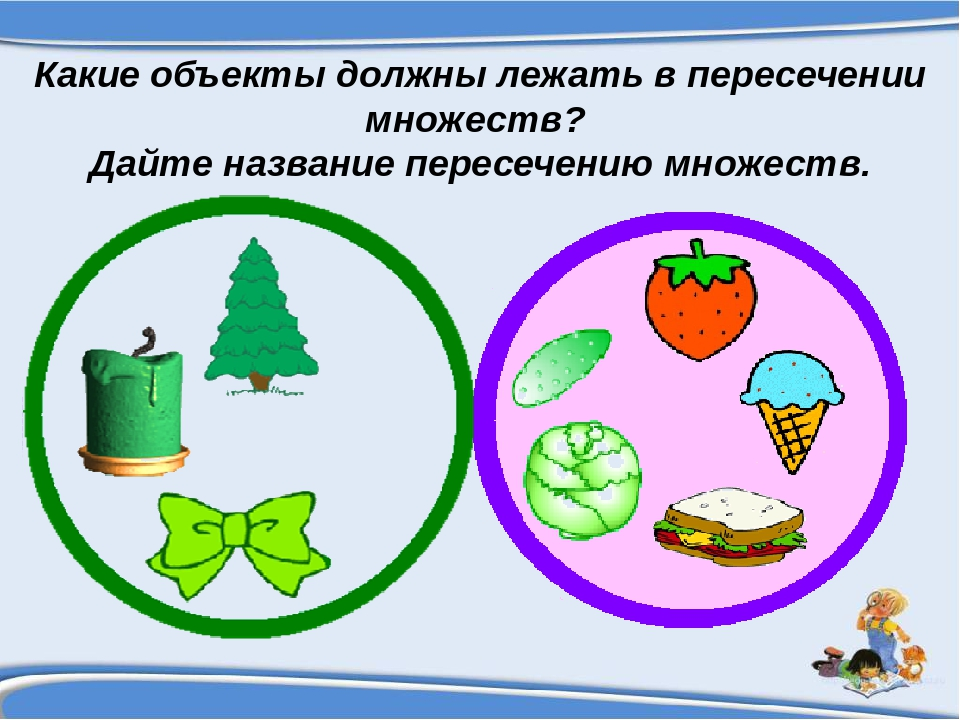 Какие объекты должны лежать в пересечении
множеств?
Дайте название пересечению множеств.